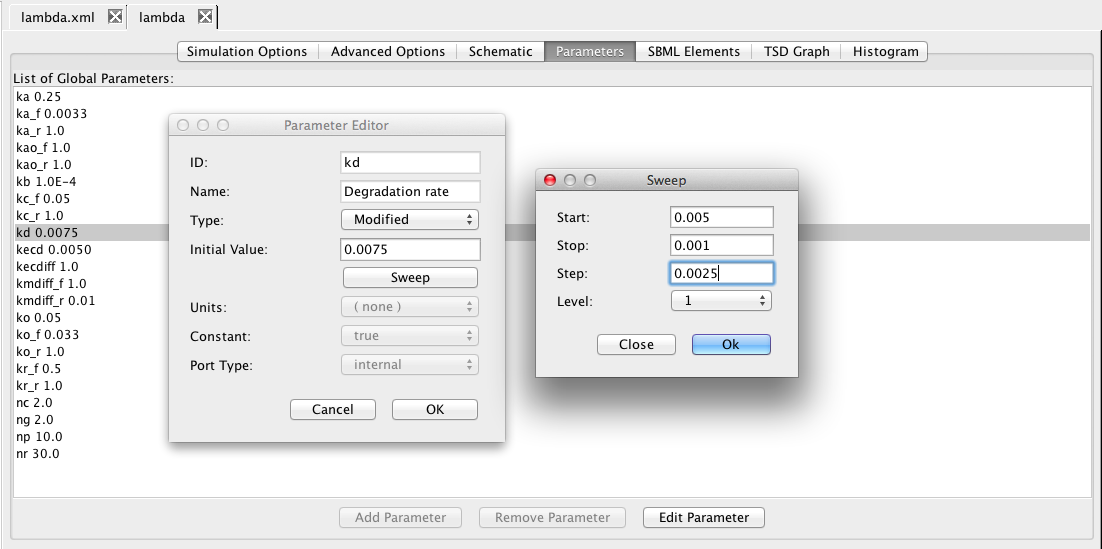 lambda.xml lambda
Simulation Options Advanced Options Schematic Parameters SBML Elements TSD Graph Histogram
List of Global Parameters:
ka 0.25
ka_f 0.0033
ka_r 1.0
kao_f 1.0
kao_r 1.0
kb 1.0E-4
kc_f 0.05
kc_r 1.0
kd 0.0075
kecd 0.0050
kecdiff 1.0
kmdiff_f 1.0
kmdiff_r 0.01
ko 0.05
ko_f 0.033
ko_r 1.0
kr_f 0.5
kr_r 1.0
nc 2.0
ng 2.0
np 10.0
nr 30.0
Parameter Editor
ID: kd
Name: Degradation rate
Type: Modified
Initial Value: 0.0075
Sweep
Units: ( none )
Constant: true
Port Type: internal
Cancel OK
Sweep
Start: 0.005
Stop: 0.001
Step: 0.0025
Level: 1
Close Ok
Add Parameter Remove Parameter Edit Parameter